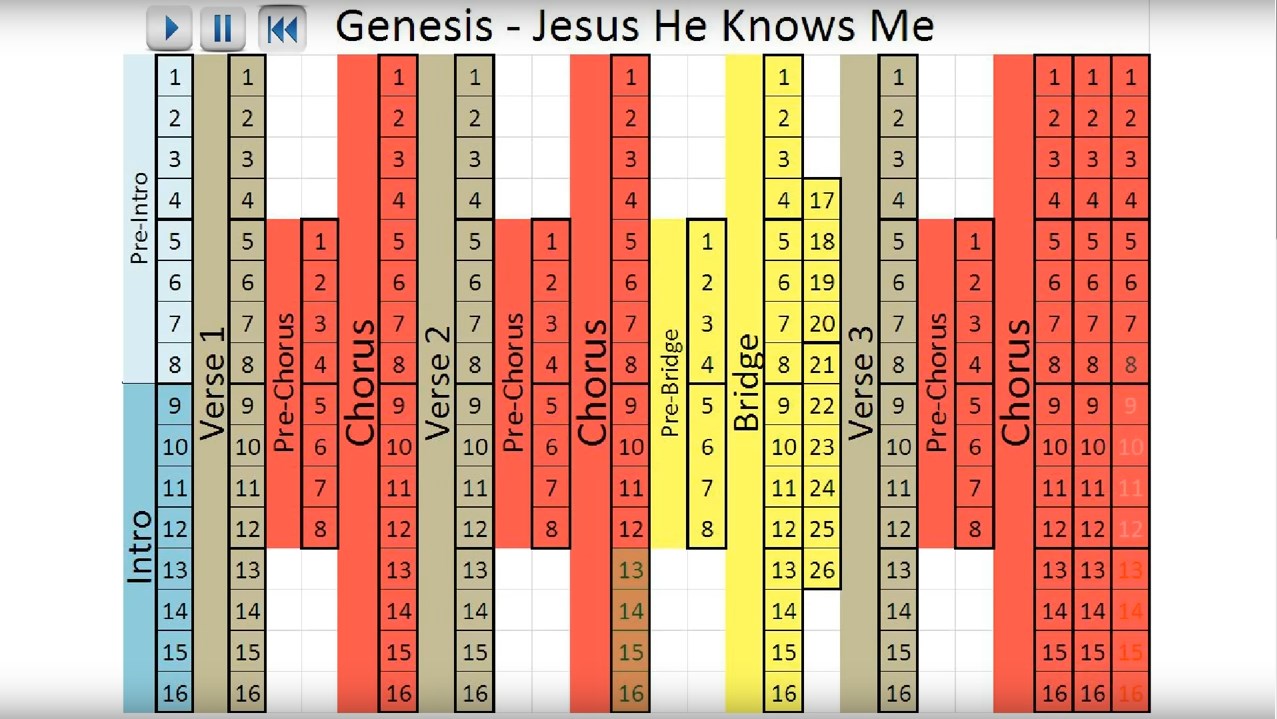 Genesis - Jesus He Knows Me
Pre-Intro
Intro
Verse 1
Pre-Chorus
Chorus
Verse 2
Pre-Chorus
Chorus
Pre-Bridge
Bridge
Verse 3
Pre-Chorus
Chorus
1 1 1 1 1 1 1 1 1 1
2 2 2 2 2 2 2 2 2 2
3 3 3 3 3 3 3 3 3 3
4 4 4 4 4 4 17 4 4 4 4
5 5 1 5 5 1 5 1 5 18 5 1 5 5 5
6 6 2 6 6 2 6 2 6 19 6 2 6 6 6
7 7 3 7 7 3 7 3 7 20 7 3 7 7 7
8 8 4 8 8 4 8 4 8 21 8 4 8 8 8
9 9 5 9 9 5 9 5 9 22 9 5 9 9 9
10 10 6 10 10 6 10 6 10 23 10 6 10 10 10
11 11 7 11 11 7 11 7 11 24 11 7 11 11 11
12 12 8 12 12 8 12 8 12 25 12 8 12 12 12
13 13 13 13 13 13 26 13 13 13 13
14 14 14 14 14 14 14 14 14 14
15 15 15 15 15 15 15 15 15 15
16 16 16 16 16 16 16 16 16 16